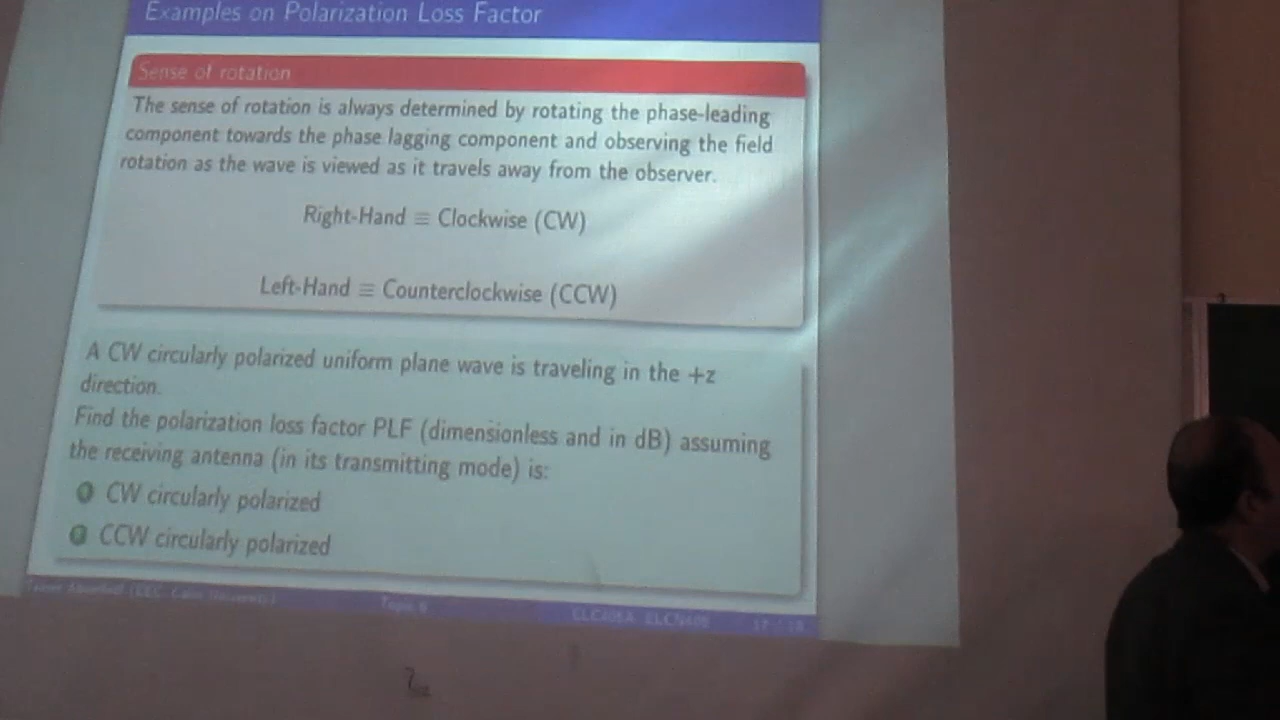 Examples on Polarization Loss Factor
Sense of rotation
The sense of rotation is always determined by rotating the phase-leading
component towards the phase lagging component and observing the field
rotation as the wave is viewed as it travels away from the observer.
Right-Hand ≡ Clockwise (CW)
Left-Hand ≡ Counterclockwise (CCW)
A CW circularly polarized uniform plane wave is traveling in the +z
direction.
Find the polarization loss factor PLF (dimensionless and in dB) assuming
the receiving antenna (in its transmitting mode) is:
CW circularly polarized
CCW circularly polarized